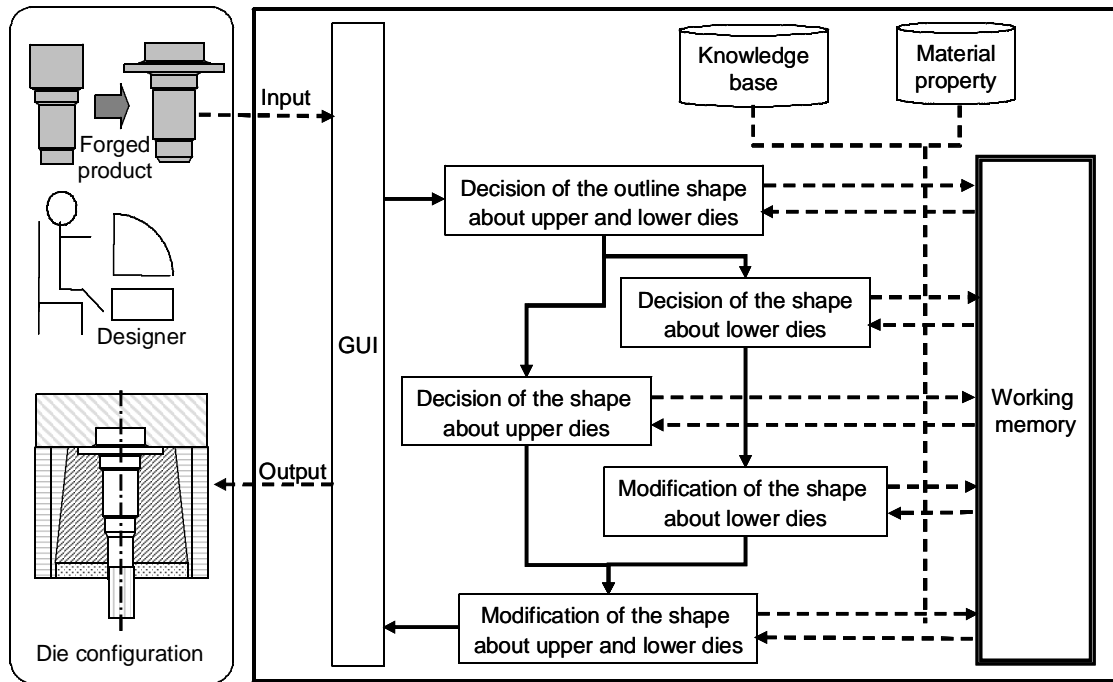 Forged
product
Designer
Die configuration
Input
Output
GUI
Knowledge
base
Material
property
Decision of the outline shape
about upper and lower dies
Decision of the shape
about lower dies
Decision of the shape
about upper dies
Modification of the shape
about lower dies
Modification of the shape
about upper and lower dies
Working
memory